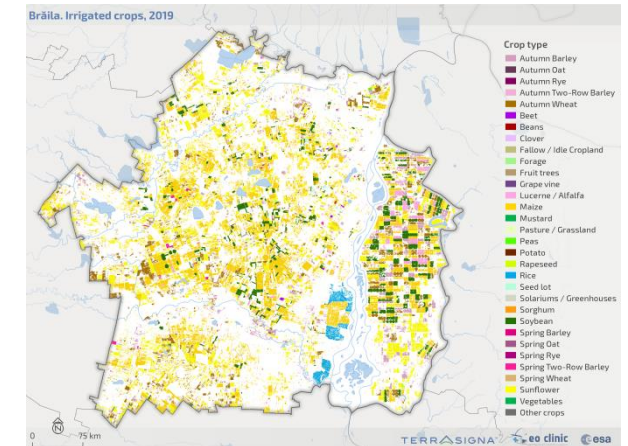 Brăila. Irrigated crops, 2019
Crop type
Autumn Barley
Autumn Oat
Autumn Rye
Autumn Two-Row Barley
Autumn Wheat
Beet
Beans
Clover
Fallow / Idle Cropland
Forage
Fruit trees
Grape vine
Lucerne / Alfalfa
Maize
Mustard
Pasture / Grassland
Peas
Potato
Rapeseed
Rice
Seed lot
Solariums / Greenhouses
Sorghum
Soybean
Spring Barley
Spring Oat
Spring Rye
Spring Two-Row Barley
Spring Wheat
Sunflower
Vegetables
Other crops
N
0 75 km
TERRASIGNA eo clinic esa